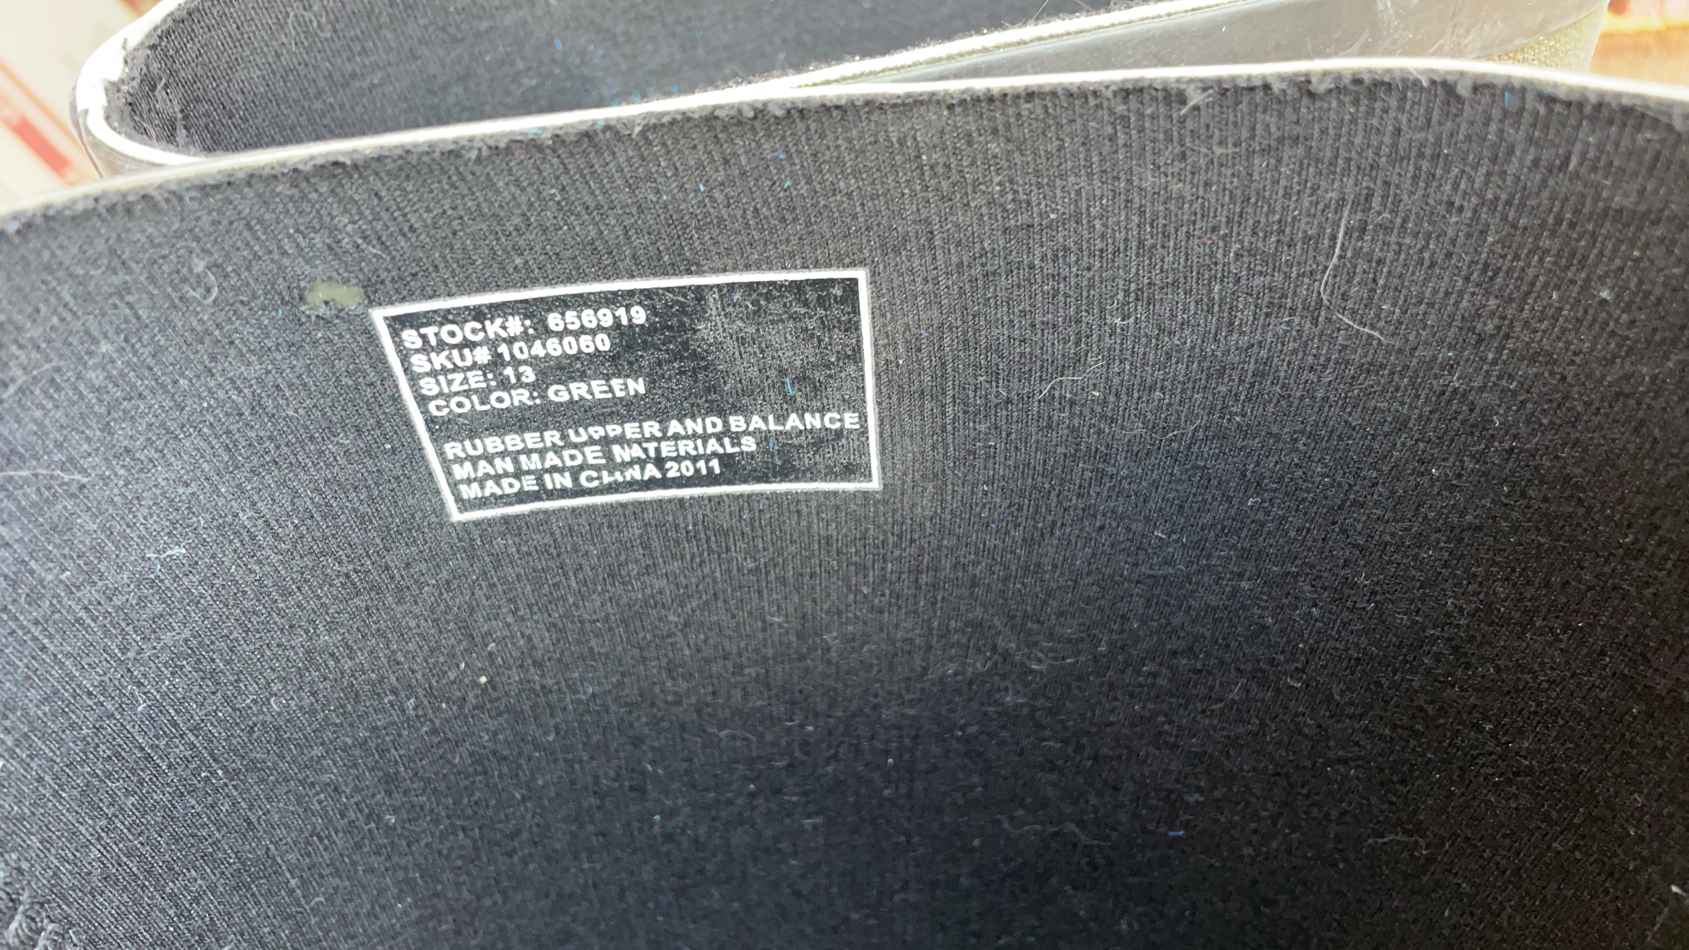 STOCK#: 656919
SKU# 1046060
SIZE: 13
COLOR: GREEN
RUBBER UPPER AND BALANCE
MAN MADE MATERIALS
MADE IN CHINA 2011